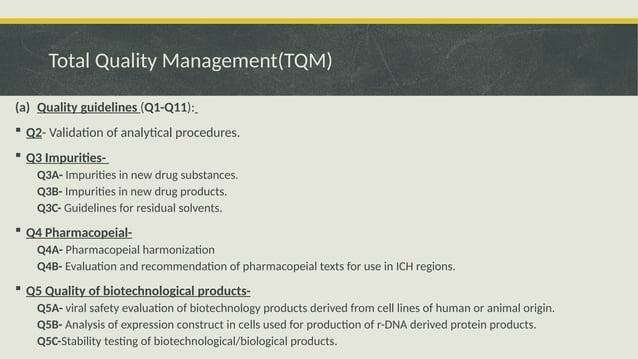 Total Quality Management(TQM)
(a) Quality guidelines (Q1-Q11):
▪ Q2- Validation of analytical procedures.
▪ Q3 Impurities-
Q3A- Impurities in new drug substances.
Q3B- Impurities in new drug products.
Q3C- Guidelines for residual solvents.
▪ Q4 Pharmacopeial-
Q4A- Pharmacopeial harmonization
Q4B- Evaluation and recommendation of pharmacopeial texts for use in ICH regions.
▪ Q5 Quality of biotechnological products-
Q5A- viral safety evaluation of biotechnology products derived from cell lines of human or animal origin.
Q5B- Analysis of expression construct in cells used for production of r-DNA derived protein products.
Q5C-Stability testing of biotechnological/biological products.